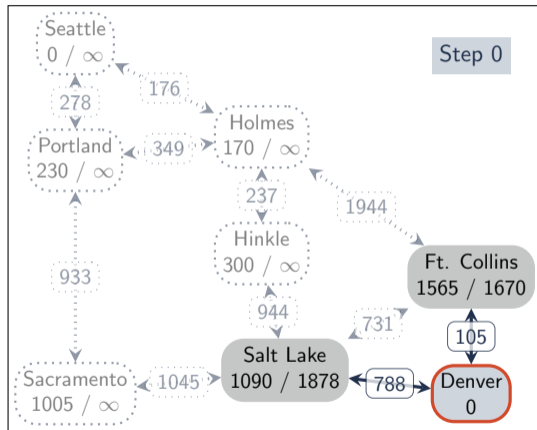 Seattle
0 / ∞
Step 0
278
176
Portland
230 / ∞
349
Holmes
170 / ∞
237
1944
Hinkle
300 / ∞
933
Ft. Collins
1565 / 1670
944
731
105
Salt Lake
1090 / 1878
Sacramento
1005 / ∞
1045
788
Denver
0